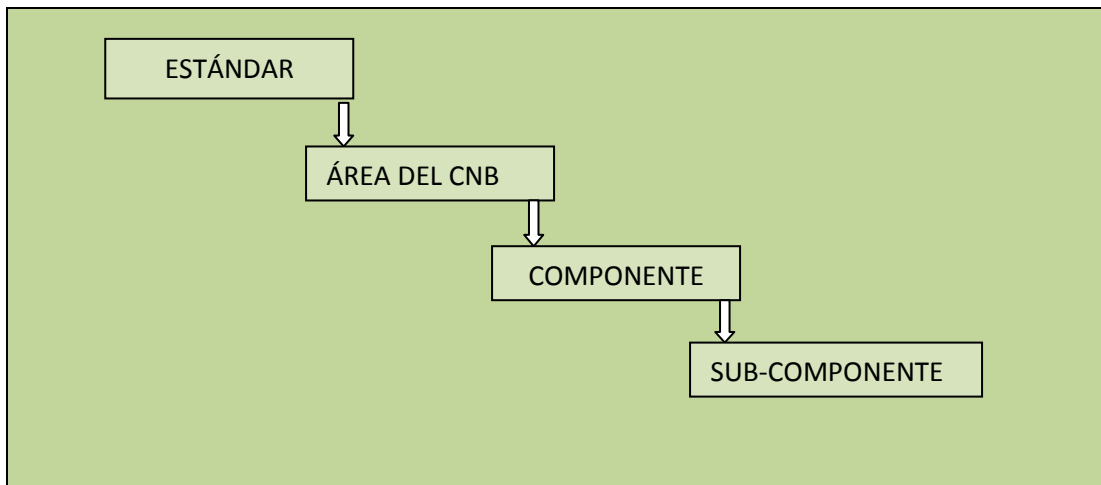 ESTÁNDAR
ÁREA DEL CNB
COMPONENTE
SUB-COMPONENTE